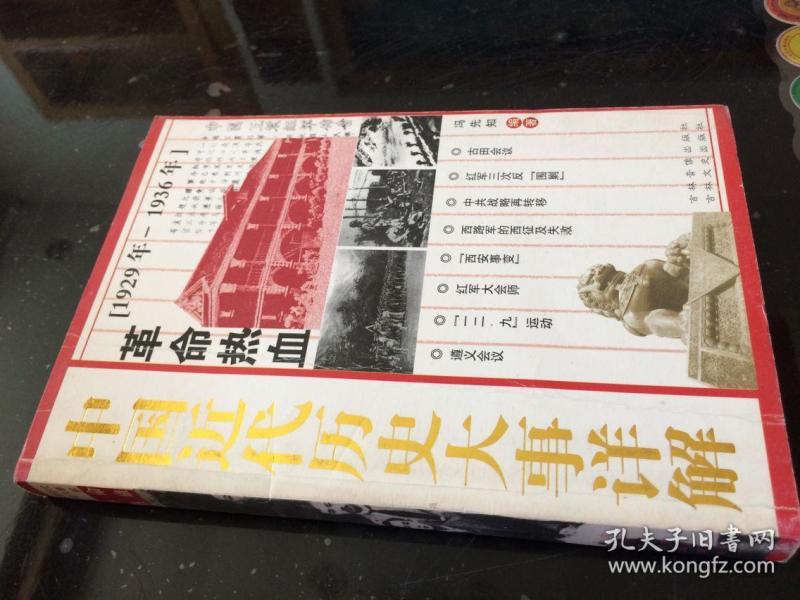 中国近代历史大事详解
革命热血
[1929年-1936年]
冯先知 编著
◎ 古田会议
◎ 红军三次反“围剿”
◎ 中共战略再转移
◎ 西路军的西征及失败
◎ “西安事变”
◎ 红军大会师
◎ “一二·九”运动
◎ 遵义会议
吉林音像出版社
吉林文史出版社
孔夫子旧书网
www.kongfz.com